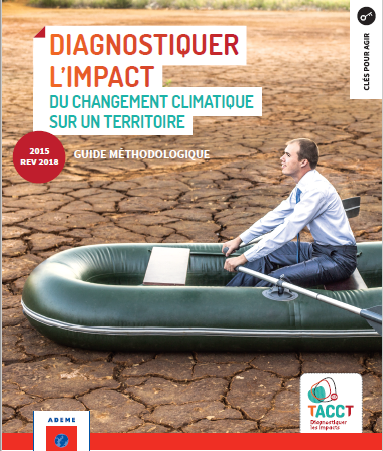 CLÉS POUR AGIR
DIAGNOSTIQUER
L'IMPACT
DU CHANGEMENT CLIMATIQUE
SUR UN TERRITOIRE
2015
REV 2018
GUIDE MÉTHODOLOGIQUE
TACCT
Diagnostiquer
les impacts
ADEME